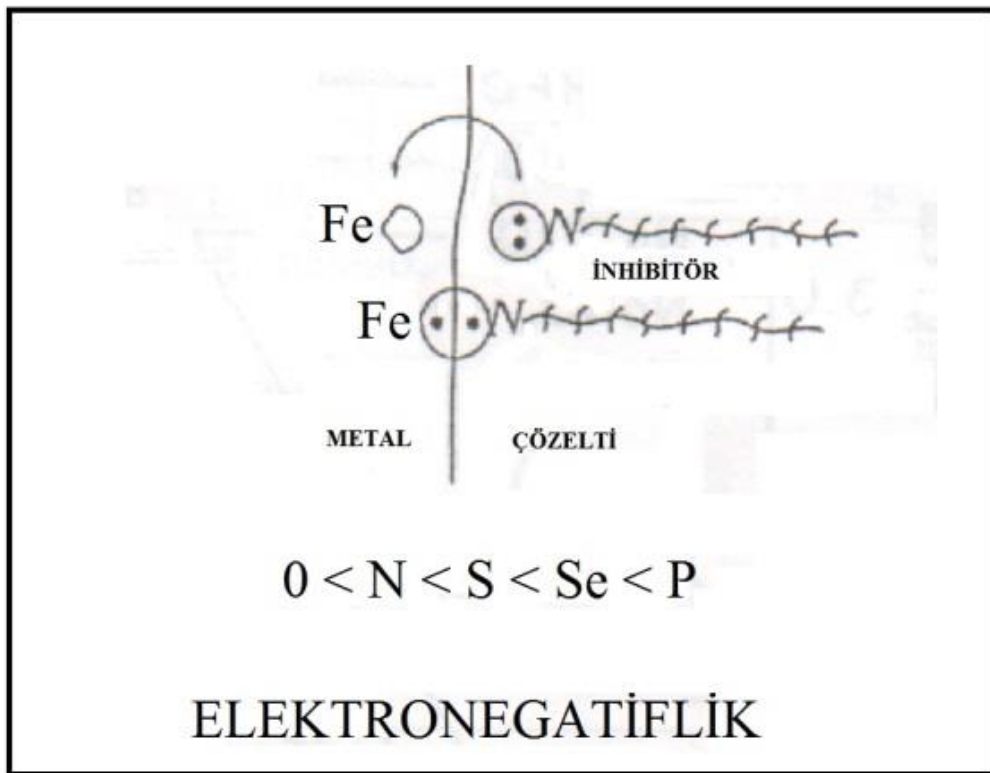 Fe N
İNHİBİTÖR
Fe N
METAL ÇÖZELTİ
0 < N < S < Se < P
ELEKTRONEGATİFLİK